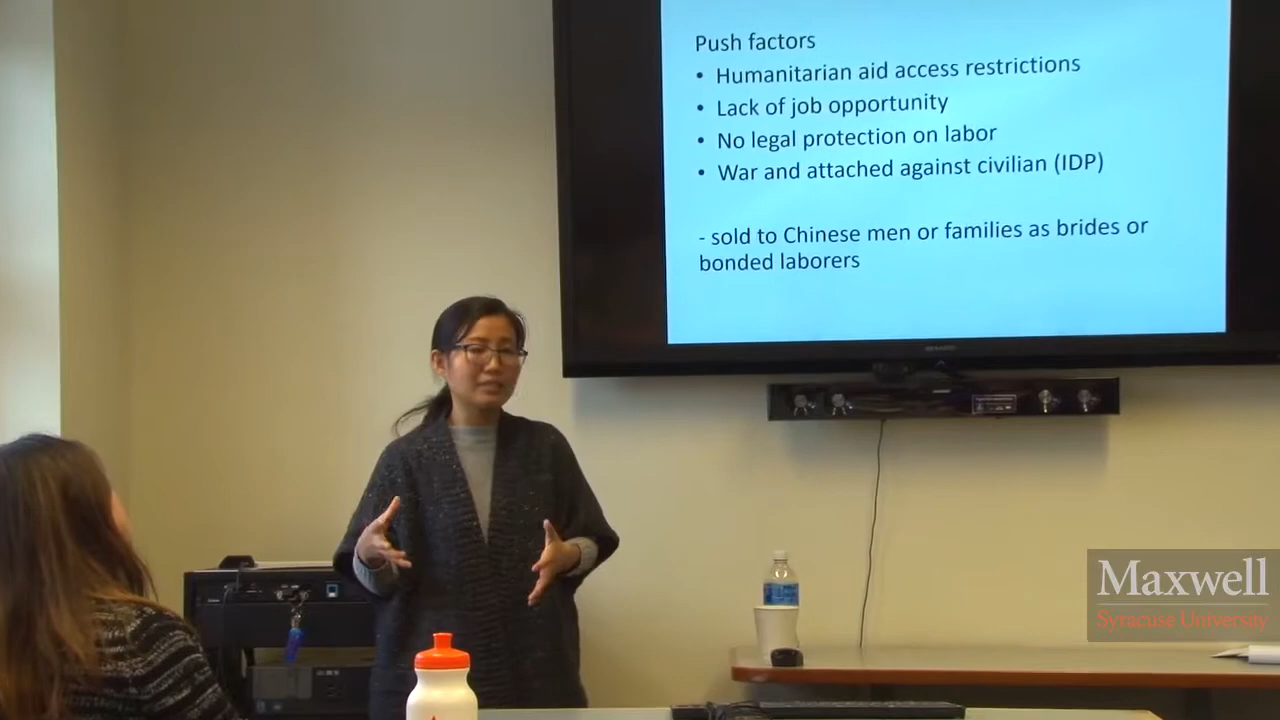 Push factors
• Humanitarian aid access restrictions
• Lack of job opportunity
• No legal protection on labor
• War and attached against civilian (IDP)
- sold to Chinese men or families as brides or
bonded laborers
Maxwell
Syracuse University